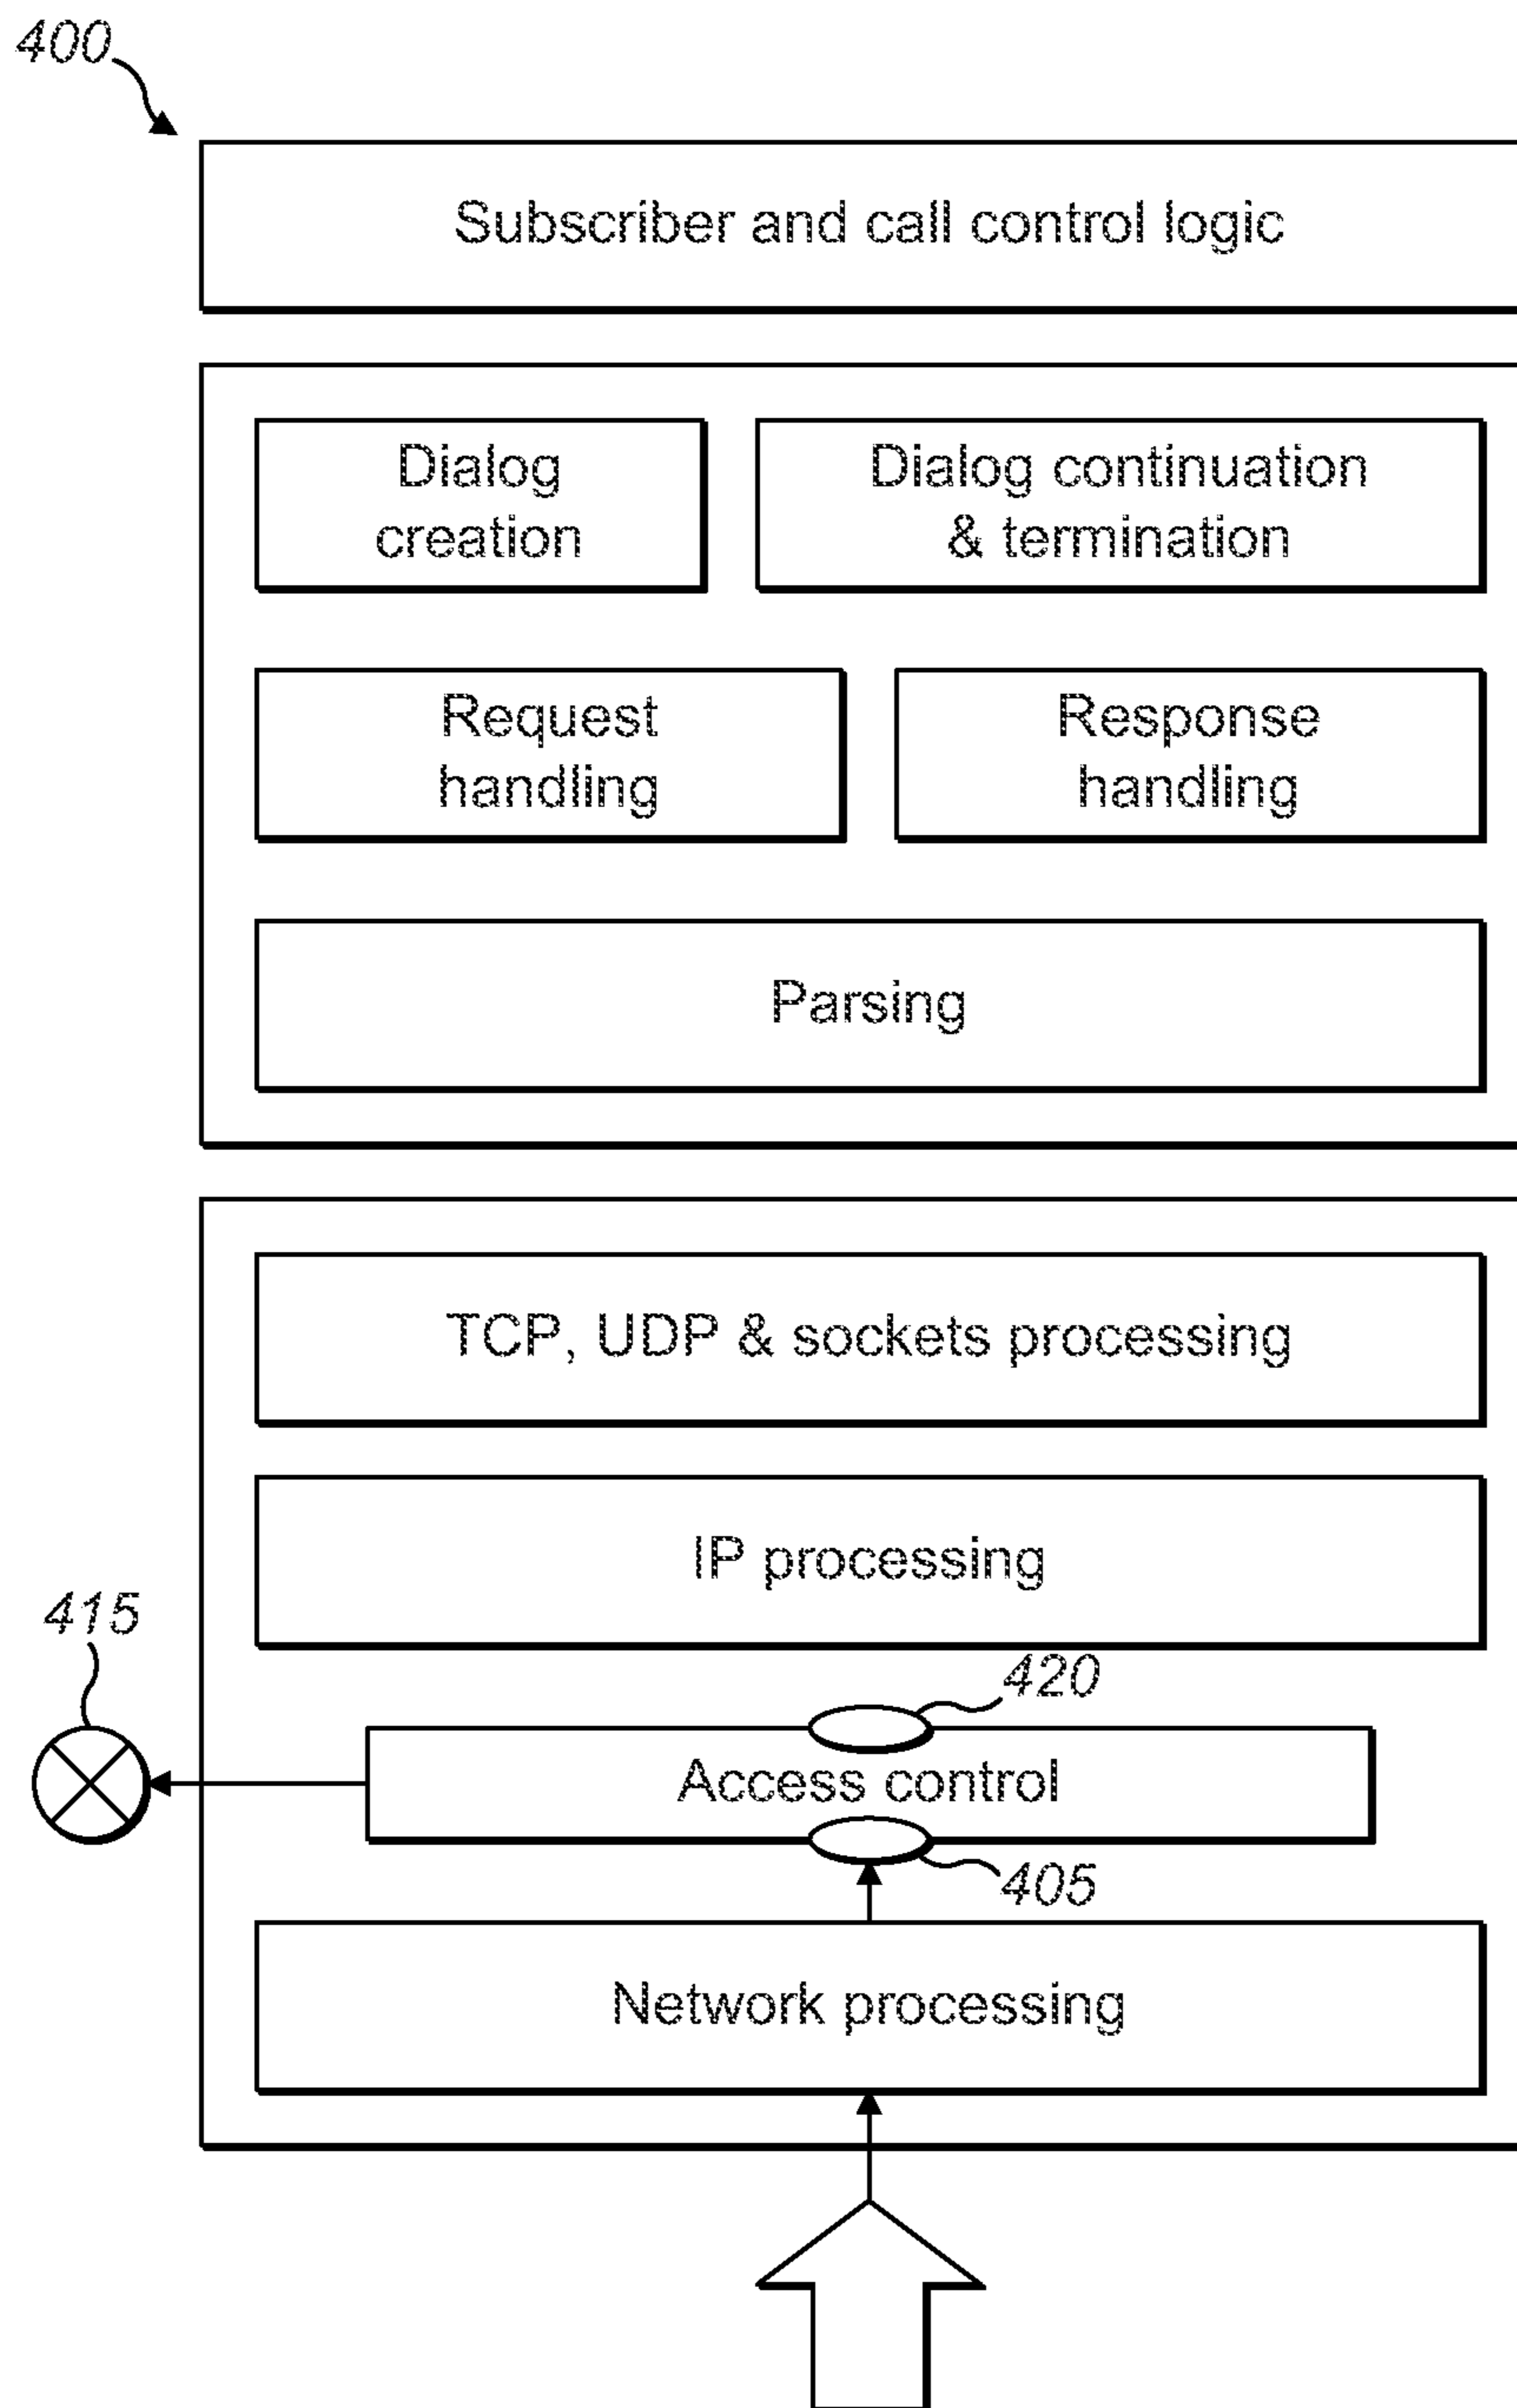 400
Subscriber and call control logic
Dialog
creation
Dialog continuation
& termination
Request
handling
Response
handling
Parsing
TCP, UDP & sockets processing
IP processing
415
420
Access control
405
Network processing